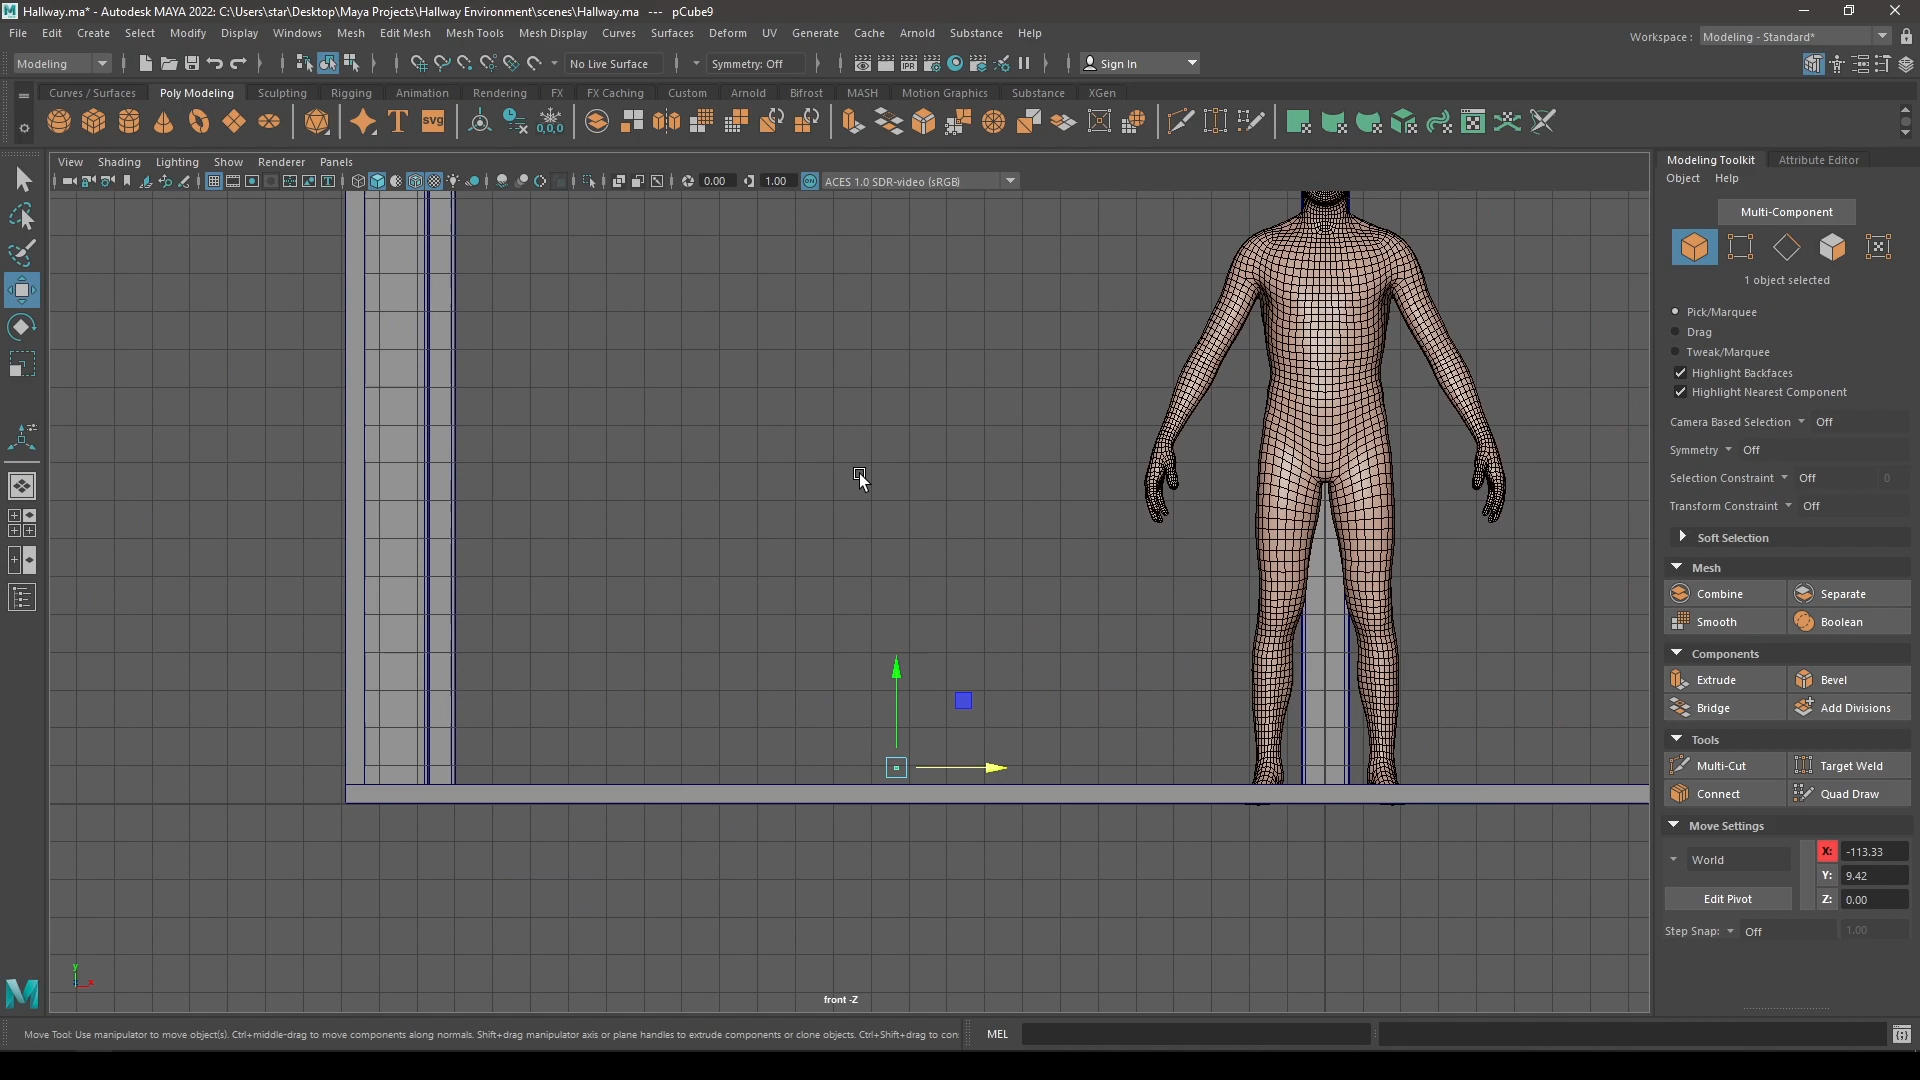 Hallway.ma* - Autodesk MAYA 2022: C:\Users\star\Desktop\Maya Projects\Hallway Environment\scenes\Hallway.ma --- pCube9
File Edit Create Select Modify Display Windows Mesh Edit Mesh Mesh Tools Mesh Display Curves Surfaces Deform UV Generate Cache Arnold Substance Help
Workspace : Modeling - Standard*
Modeling No Live Surface Symmetry: Off Sign In
Curves / Surfaces Poly Modeling Sculpting Rigging Animation Rendering FX FX Caching Custom Arnold Bifrost MASH Motion Graphics Substance XGen
T svg 0,0,0
View Shading Lighting Show Renderer Panels
0.00 1.00 ACES 1.0 SDR-video (sRGB)
Modeling Toolkit Attribute Editor
Object Help
Multi-Component
1 object selected
Pick/Marquee
Drag
Tweak/Marquee
Highlight Backfaces
Highlight Nearest Component
Camera Based Selection Off
Symmetry Off
Selection Constraint Off 0
Transform Constraint Off
Soft Selection
Mesh
Combine Separate
Smooth Boolean
Components
Extrude Bevel
Bridge Add Divisions
Tools
Multi-Cut Target Weld
Connect Quad Draw
Move Settings
World X: -113.33
Y: 9.42
Edit Pivot Z: 0.00
Step Snap: Off 1.00
y
x
front -Z
Move Tool: Use manipulator to move object(s). Ctrl+middle-drag to move components along normals. Shift+drag manipulator axis or plane handles to extrude components or clone objects. Ctrl+Shift+drag to con
MEL